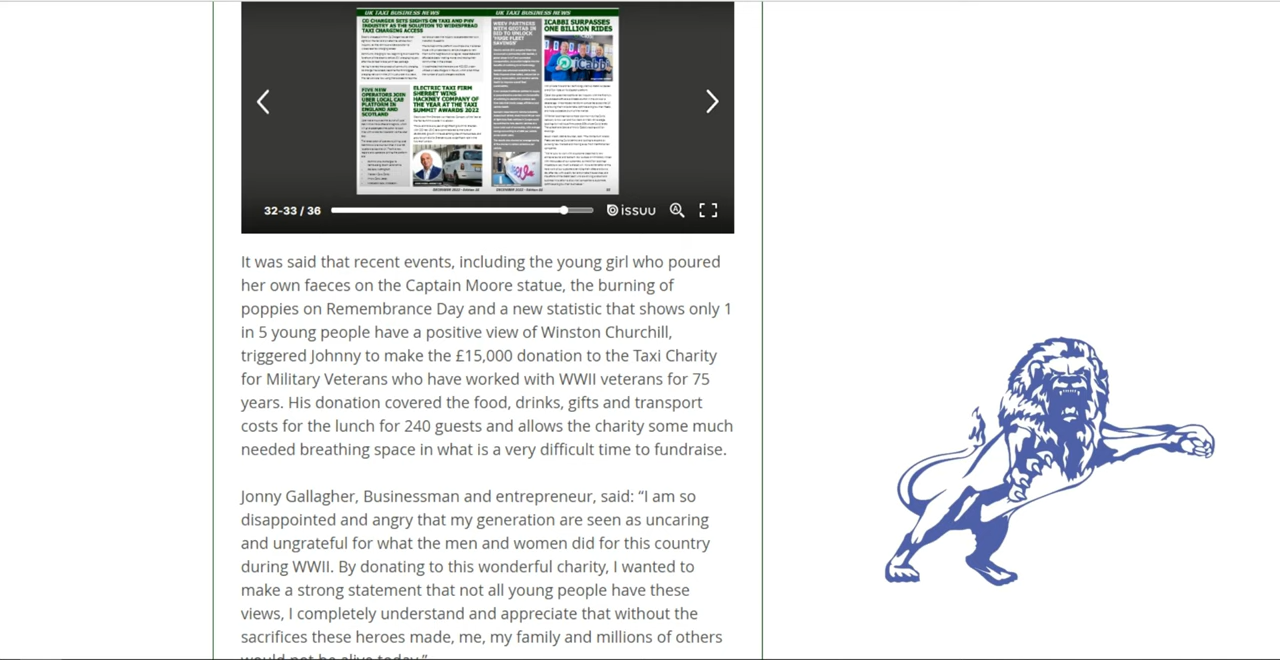 UK TAXI BUSINESS NEWS
UK TAXI BUSINESS NEWS
CO CHARGER SETS SIGHTS ON TAXI AND PHV
INDUSTRY AS THE SOLUTION TO WIDESPREAD
TAXI CHARGING ACCESS
FIVE NEW
OPERATORS JOIN
UBER LOCAL CAB
PLATFORM IN
ENGLAND AND
SCOTLAND
ELECTRIC TAXI FIRM
SHERBET WINS
HACKNEY COMPANY OF
THE YEAR AT THE TAXI
SUMMIT AWARDS 2022
WITH GEOTAB IN
BID TO UNLOCK
'HUGE FLEET
SAVINGS'
ICABBI SURPASSES
ONE BILLION RIDES
iCabbi
32-33 / 36
issuu
It was said that recent events, including the young girl who poured
her own faeces on the Captain Moore statue, the burning of
poppies on Remembrance Day and a new statistic that shows only 1
in 5 young people have a positive view of Winston Churchill,
triggered Johnny to make the £15,000 donation to the Taxi Charity
for Military Veterans who have worked with WWII veterans for 75
years. His donation covered the food, drinks, gifts and transport
costs for the lunch for 240 guests and allows the charity some much
needed breathing space in what is a very difficult time to fundraise.
Jonny Gallagher, Businessman and entrepreneur, said: “I am so
disappointed and angry that my generation are seen as uncaring
and ungrateful for what the men and women did for this country
during WWII. By donating to this wonderful charity, I wanted to
make a strong statement that not all young people have these
views, I completely understand and appreciate that without the
sacrifices these heroes made, me, my family and millions of others
would not be alive today.”